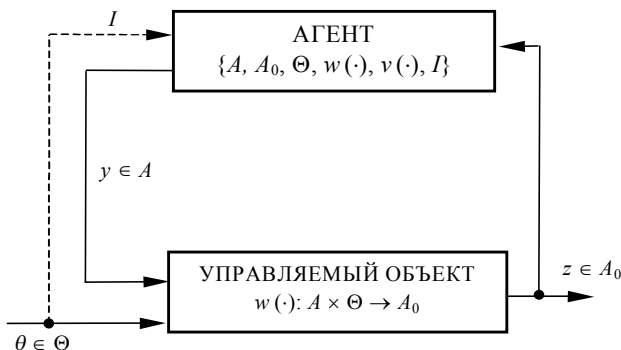 I
АГЕНТ
{A, A₀, Θ, w (·), v (·), I}
y ∈ A
УПРАВЛЯЕМЫЙ ОБЪЕКТ
w (·): A × Θ → A₀
z ∈ A₀
θ ∈ Θ